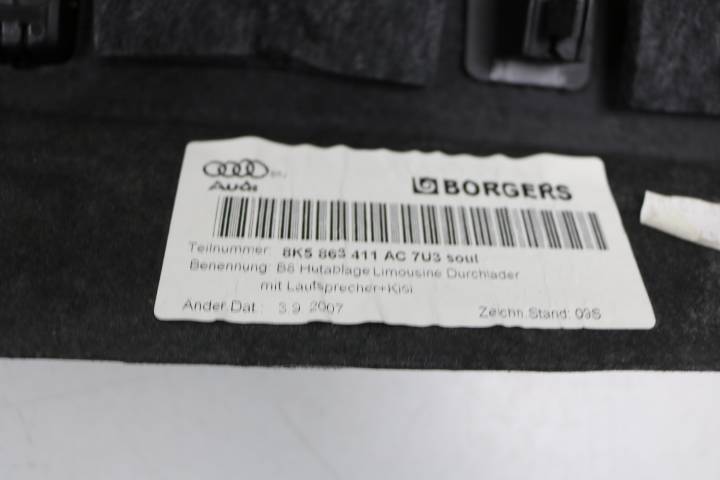 Audi BORGERS
Teilnummer: 8K5 863 411 AC 7U3 soul
Benennung: B8 Hutablage Limousine Durchlader
mit Lautsprecher+Kisi
Änder.Dat.: 3.9.2007 Zeichn.Stand: 09S